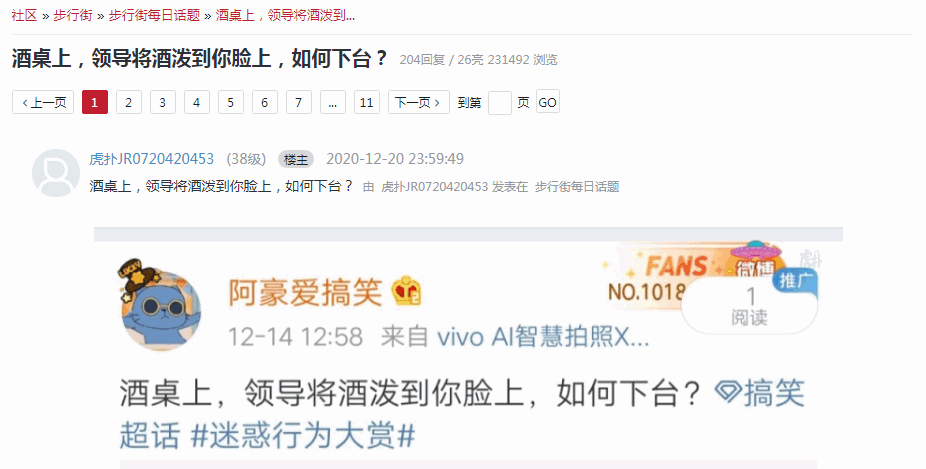 社区 » 步行街 » 步行街每日话题 » 酒桌上，领导将酒泼到...
酒桌上，领导将酒泼到你脸上，如何下台？ 204回复 / 26亮 231492 浏览
‹ 上一页 1 2 3 4 5 6 7 ... 11 下一页 › 到第 页 GO
虎扑JR0720420453 (38级) 楼主 2020-12-20 23:59:49
酒桌上，领导将酒泼到你脸上，如何下台？ 由 虎扑JR0720420453 发表在 步行街每日话题
阿豪爱搞笑
FANS
NO.1018
推广
1
阅读
12-14 12:58 来自 vivo AI智慧拍照X...
酒桌上，领导将酒泼到你脸上，如何下台？搞笑
超话 #迷惑行为大赏#